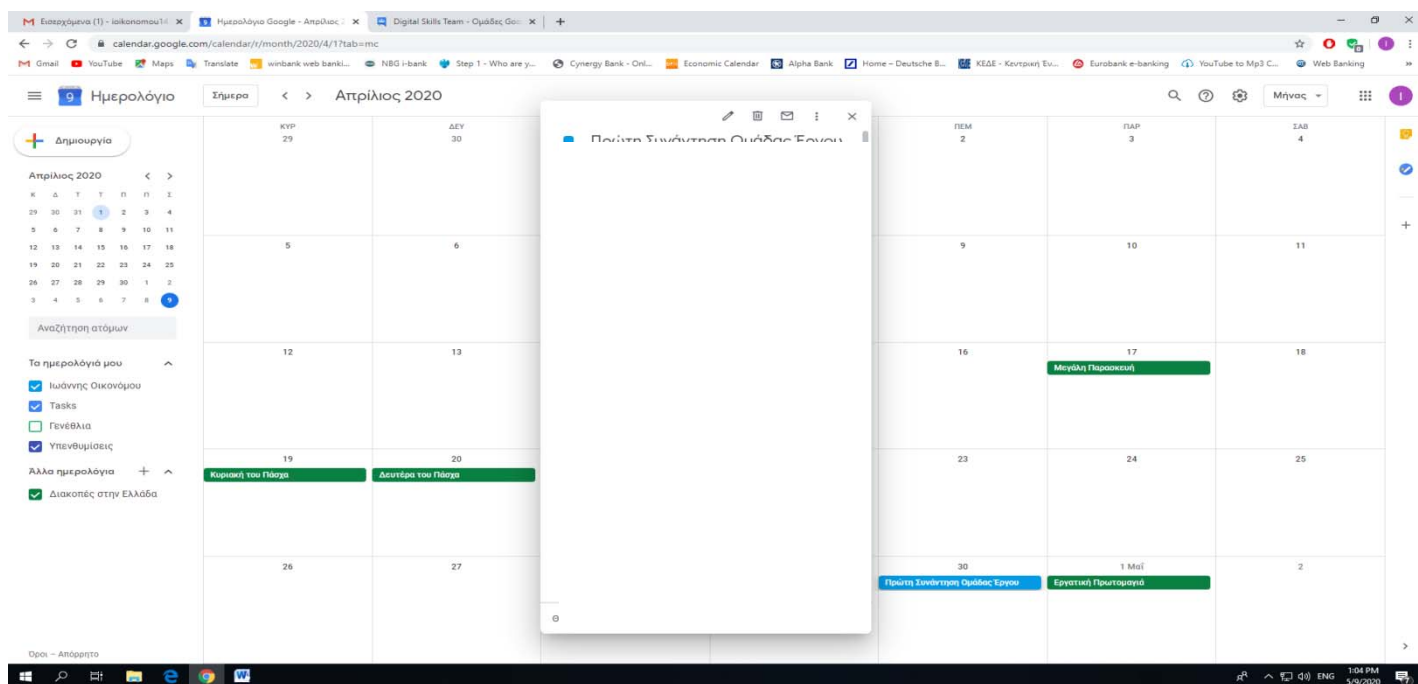 Εισερχόμενα (1) - ioikonomou1@
Ημερολόγιο Google - Απρίλιος 2
Digital Skills Team - Ομάδες Goo
calendar.google.com/calendar/r/month/2020/4/1?tab=mc
Gmail YouTube Maps Translate winbank web banki... NBG i-bank Step 1 - Who are y... Cynergy Bank - Onl... Economic Calendar Alpha Bank Home – Deutsche B... ΚΕΔΕ - Κεντρική Εν... Eurobank e-banking YouTube to Mp3 C... Web Banking
9 Ημερολόγιο Σήμερα Απρίλιος 2020 Μήνας Ι
Δημιουργία
Απρίλιος 2020
Κ Δ Τ Τ Π Π Σ
29 30 31 1 2 3 4
5 6 7 8 9 10 11
12 13 14 15 16 17 18
19 20 21 22 23 24 25
26 27 28 29 30 1 2
3 4 5 6 7 8 9
Αναζήτηση ατόμων
Τα ημερολόγιά μου
Ιωάννης Οικονόμου
Tasks
Γενέθλια
Υπενθυμίσεις
Άλλα ημερολόγια
Διακοπές στην Ελλάδα
Όροι – Απόρρητο
ΚΥΡ ΔΕΥ ΠΕΜ ΠΑΡ ΣΑΒ
29 30 2 3 4
5 6 9 10 11
12 13 16 17 18
Μεγάλη Παρασκευή
19 20 23 24 25
Κυριακή του Πάσχα Δευτέρα του Πάσχα
26 27 30 1 Μαΐ 2
Πρώτη Συνάντηση Ομάδας Έργου Εργατική Πρωτομαγιά
Πρώτη Συνάντηση Ομάδας Έργου
Θ
ENG 1:04 PM
5/9/2020